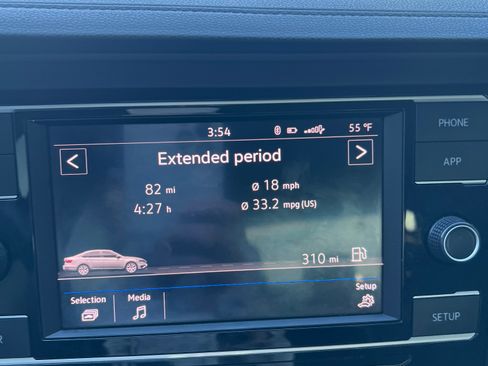 3:54 55 °F
PHONE
< Extended period >
APP
82 mi Ø 18 mph
4:27 h Ø 33.2 mpg (US)
310 mi
Selection Media Setup
SETUP